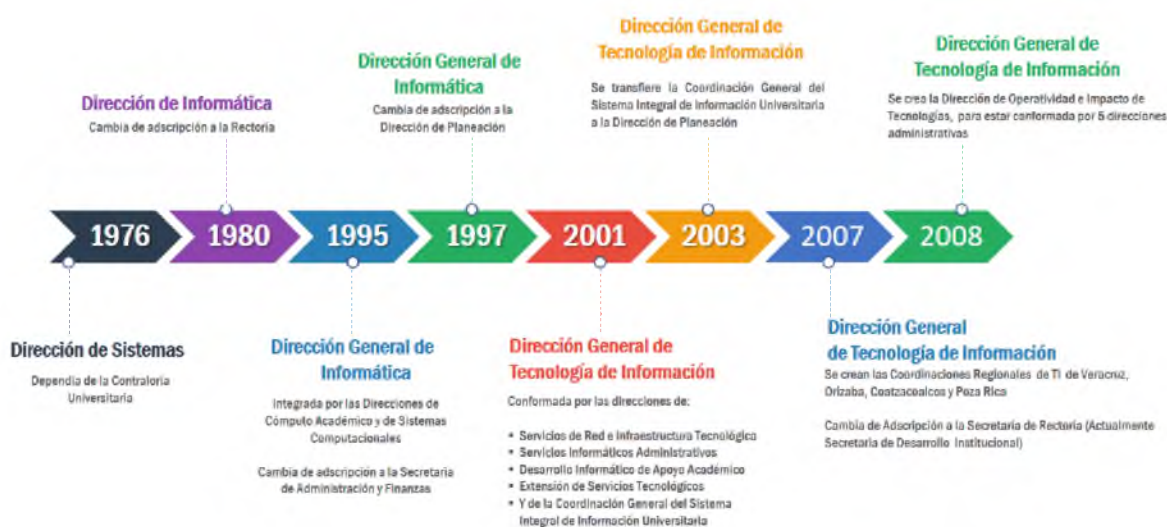 Dirección General de
Tecnología de Información
Se transfiere la Coordinación General del
Sistema Integral de Información Universitaria
a la Dirección de Planeación
Dirección General de
Tecnología de Información
Se crea la Dirección de Operatividad e Impacto de
Tecnologías, para estar conformada por 5 direcciones
administrativas
Dirección General de
Informática
Cambia de adscripción a la
Dirección de Planeación
Dirección de Informática
Cambia de adscripción a la Rectoría
1976
1980
1995
1997
2001
2003
2007
2008
Dirección de Sistemas
Dependía de la Contraloría
Universitaria
Dirección General de
Informática
Integrada por las Direcciones de
Cómputo Académico y de Sistemas
Computacionales
Cambia de adscripción a la Secretaría
de Administración y Finanzas
Dirección General de
Tecnología de Información
Conformada por las direcciones de:
▪ Servicios de Red e Infraestructura Tecnológica
▪ Servicios Informáticos Administrativos
▪ Desarrollo Informático de Apoyo Académico
▪ Extensión de Servicios Tecnológicos
▪ Y de la Coordinación General del Sistema
Integral de Información Universitaria
Dirección General
de Tecnología de Información
Se crean las Coordinaciones Regionales de TI de Veracruz,
Orizaba, Coatzacoalcos y Poza Rica
Cambia de Adscripción a la Secretaría de Rectoría (Actualmente
Secretaría de Desarrollo Institucional)